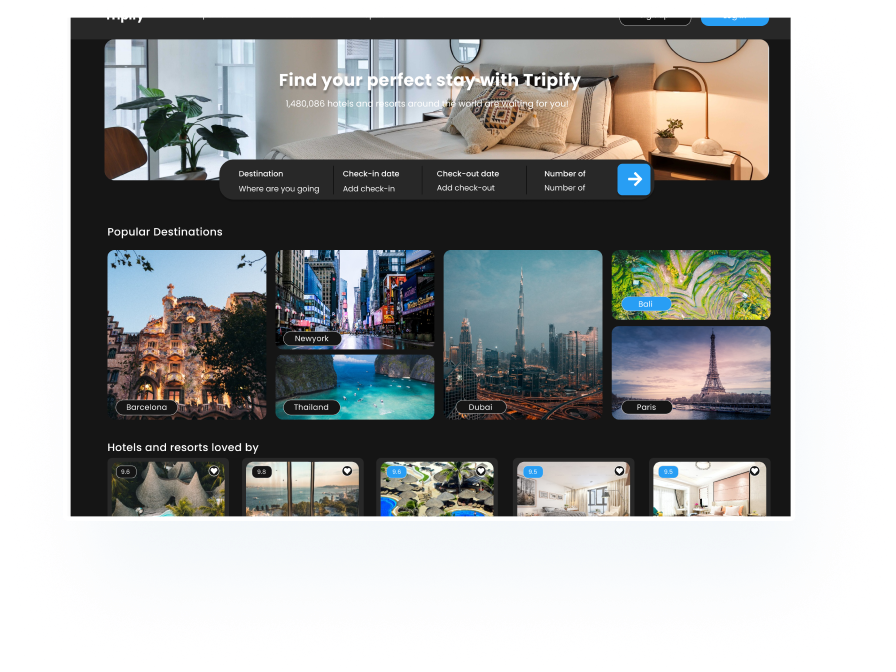 Tripify
Find your perfect stay with Tripify
1,480,086 hotels and resorts around the world are waiting for you!
Destination
Where are you going
Check-in date
Add check-in
Check-out date
Add check-out
Number of
Number of
Popular Destinations
Barcelona
Newyork
Thailand
Dubai
Bali
Paris
Hotels and resorts loved by
9.6
9.8
9.6
9.5
9.5